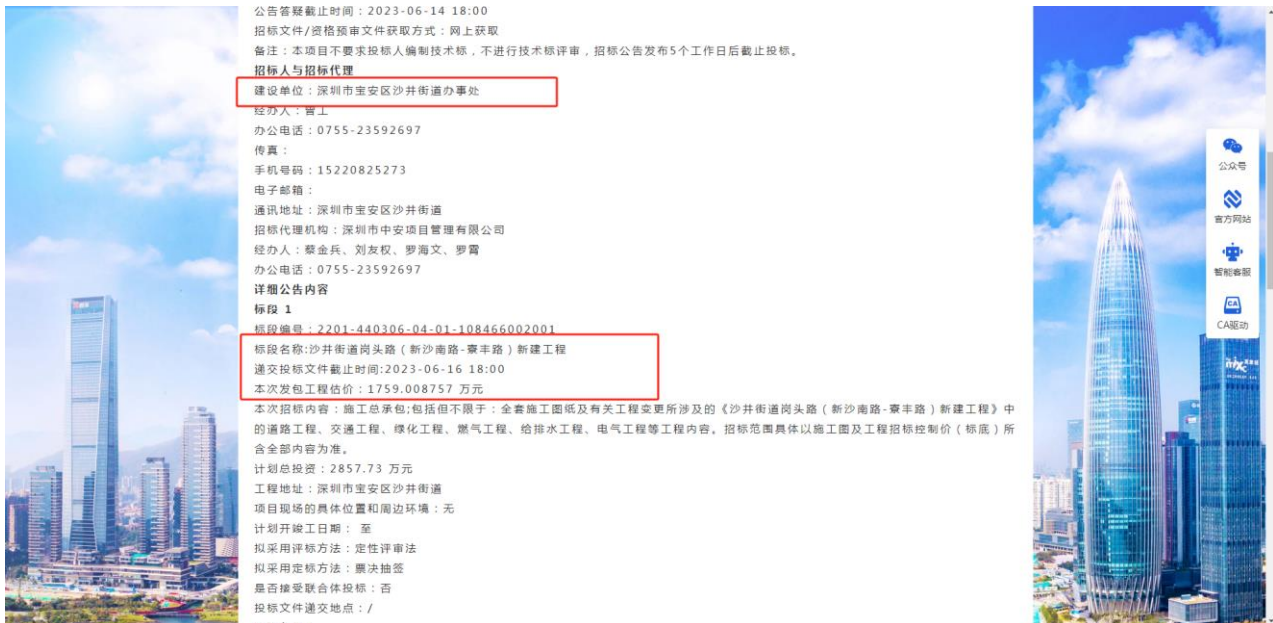 公告答疑截止时间：2023-06-14 18:00
招标文件/资格预审文件获取方式：网上获取
备注：本项目不要求投标人编制技术标，不进行技术标评审，招标公告发布5个工作日后截止投标。
招标人与招标代理
建设单位：深圳市宝安区沙井街道办事处
经办人：曾工
办公电话：0755-23592697
传真：
手机号码：15220825273
电子邮箱：
通讯地址：深圳市宝安区沙井街道
招标代理机构：深圳市中安项目管理有限公司
经办人：蔡金兵、刘友权、罗海文、罗霄
办公电话：0755-23592697
详细公告内容
标段 1
标段编号：2201-440306-04-01-108466002001
标段名称:沙井街道岗头路（新沙南路-寮丰路）新建工程
递交投标文件截止时间:2023-06-16 18:00
本次发包工程估价：1759.008757 万元
本次招标内容：施工总承包;包括但不限于：全套施工图纸及有关工程变更所涉及的《沙井街道岗头路（新沙南路-寮丰路）新建工程》中
的道路工程、交通工程、绿化工程、燃气工程、给排水工程、电气工程等工程内容。招标范围具体以施工图及工程招标控制价（标底）所
含全部内容为准。
计划总投资：2857.73 万元
工程地址：深圳市宝安区沙井街道
项目现场的具体位置和周边环境：无
计划开竣工日期： 至
拟采用评标方法：定性评审法
拟采用定标方法：票决抽签
是否接受联合体投标：否
投标文件递交地点：/
公众号
官方网站
智能客服
CA
CA驱动